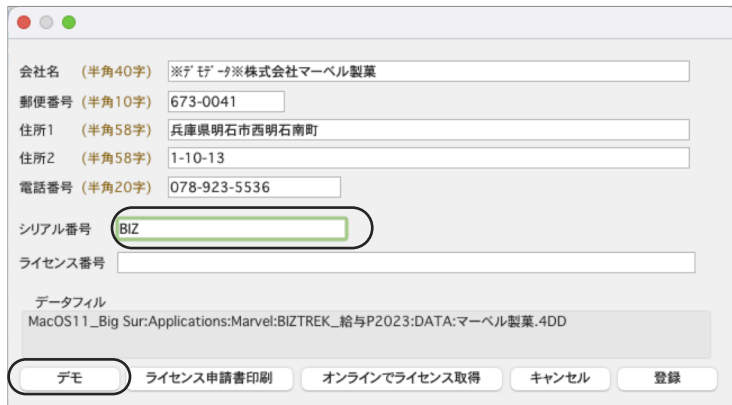 会社名 (半角40字) ※ﾃﾞﾓﾃﾞｰﾀ※株式会社マーベル製菓
郵便番号 (半角10字) 673-0041
住所1 (半角58字) 兵庫県明石市西明石南町
住所2 (半角58字) 1-10-13
電話番号 (半角20字) 078-923-5536
シリアル番号 BIZ
ライセンス番号
データフィル
MacOS11_Big Sur:Applications:Marvel:BIZTREK_給与P2023:DATA:マーベル製菓.4DD
デモ ライセンス申請書印刷 オンラインでライセンス取得 キャンセル 登録